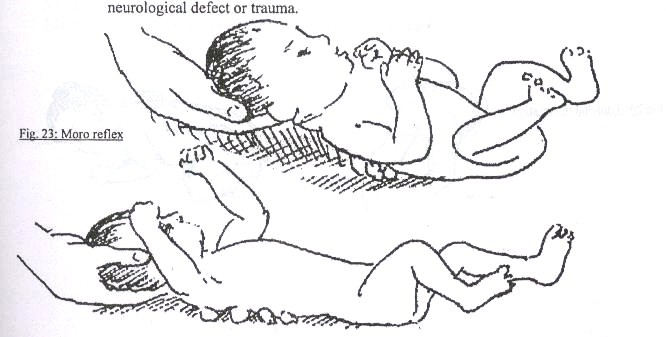 neurological defect or trauma.
Fig. 23: Moro reflex